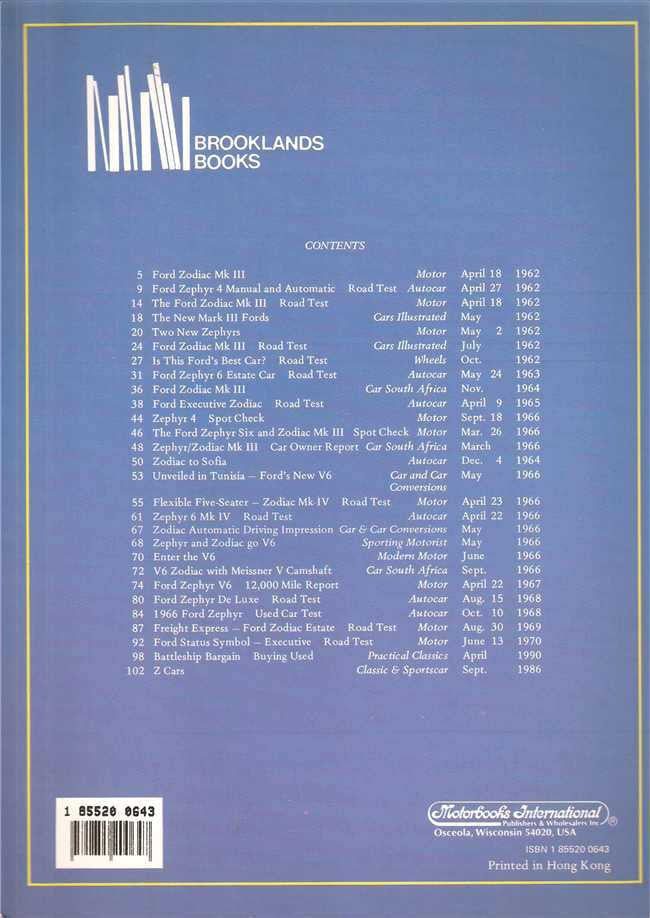 BROOKLANDS
BOOKS
CONTENTS
5 Ford Zodiac Mk III Motor April 18 1962
9 Ford Zephyr 4 Manual and Automatic Road Test Autocar April 27 1962
14 The Ford Zodiac Mk III Road Test Motor April 18 1962
18 The New Mark III Fords Cars Illustrated May 1962
20 Two New Zephyrs Motor May 2 1962
24 Ford Zodiac Mk III Road Test Cars Illustrated July 1962
27 Is This Ford's Best Car? Road Test Wheels Oct. 1962
31 Ford Zephyr 6 Estate Car Road Test Autocar May 24 1963
36 Ford Zodiac Mk III Car South Africa Nov. 1964
38 Ford Executive Zodiac Road Test Autocar April 9 1965
44 Zephyr 4 Spot Check Motor Sept. 18 1966
46 The Ford Zephyr Six and Zodiac Mk III Spot Check Motor Mar. 26 1966
48 Zephyr/Zodiac Mk III Car Owner Report Car South Africa March 1966
50 Zodiac to Sofia Autocar Dec. 4 1964
53 Unveiled in Tunisia – Ford's New V6 Car and Car May 1966
Conversions
55 Flexible Five-Seater – Zodiac Mk IV Road Test Motor April 23 1966
61 Zephyr 6 Mk IV Road Test Autocar April 22 1966
67 Zodiac Automatic Driving Impression Car & Car Conversions May 1966
68 Zephyr and Zodiac go V6 Sporting Motorist May 1966
70 Enter the V6 Modern Motor June 1966
72 V6 Zodiac with Meissner V Camshaft Car South Africa Sept. 1966
74 Ford Zephyr V6 12,000 Mile Report Motor April 22 1967
80 Ford Zephyr De Luxe Road Test Autocar Aug. 15 1968
84 1966 Ford Zephyr Used Car Test Autocar Oct. 10 1968
87 Freight Express – Ford Zodiac Estate Road Test Motor Aug. 30 1969
92 Ford Status Symbol – Executive Road Test Motor June 13 1970
98 Battleship Bargain Buying Used Practical Classics April 1990
102 Z Cars Classic & Sportscar Sept. 1986
1 85520 0643
Motorbooks International
Publishers & Wholesalers Inc ®
Osceola, Wisconsin 54020, USA
ISBN 1 85520 0643
Printed in Hong Kong